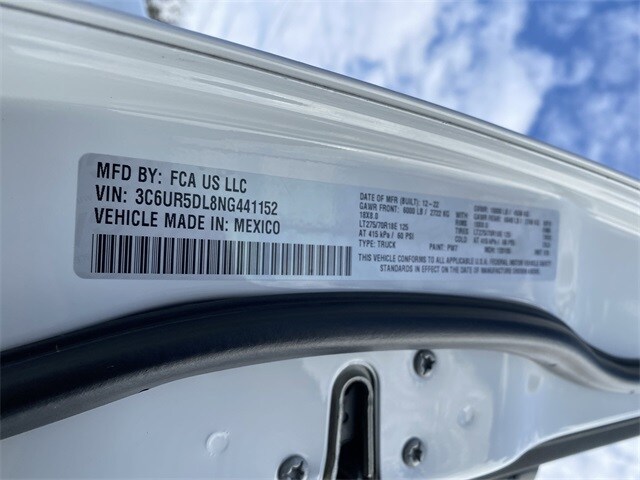 MFD BY: FCA US LLC
VIN: 3C6UR5DL8NG441152
VEHICLE MADE IN: MEXICO
DATE OF MFR (BUILT): 12-22
GAWR FRONT: 6000 LB / 2722 KG
18X8.0
LT275/70R18E 125
AT 415 kPa / 60 PSI
TYPE: TRUCK PAINT: PW7
THIS VEHICLE CONFORMS TO ALL APPLICABLE U.S.A. FEDERAL MOTOR VEHICLE SAFETY
STANDARDS IN EFFECT ON THE DATE OF MANUFACTURE SHOWN ABOVE.